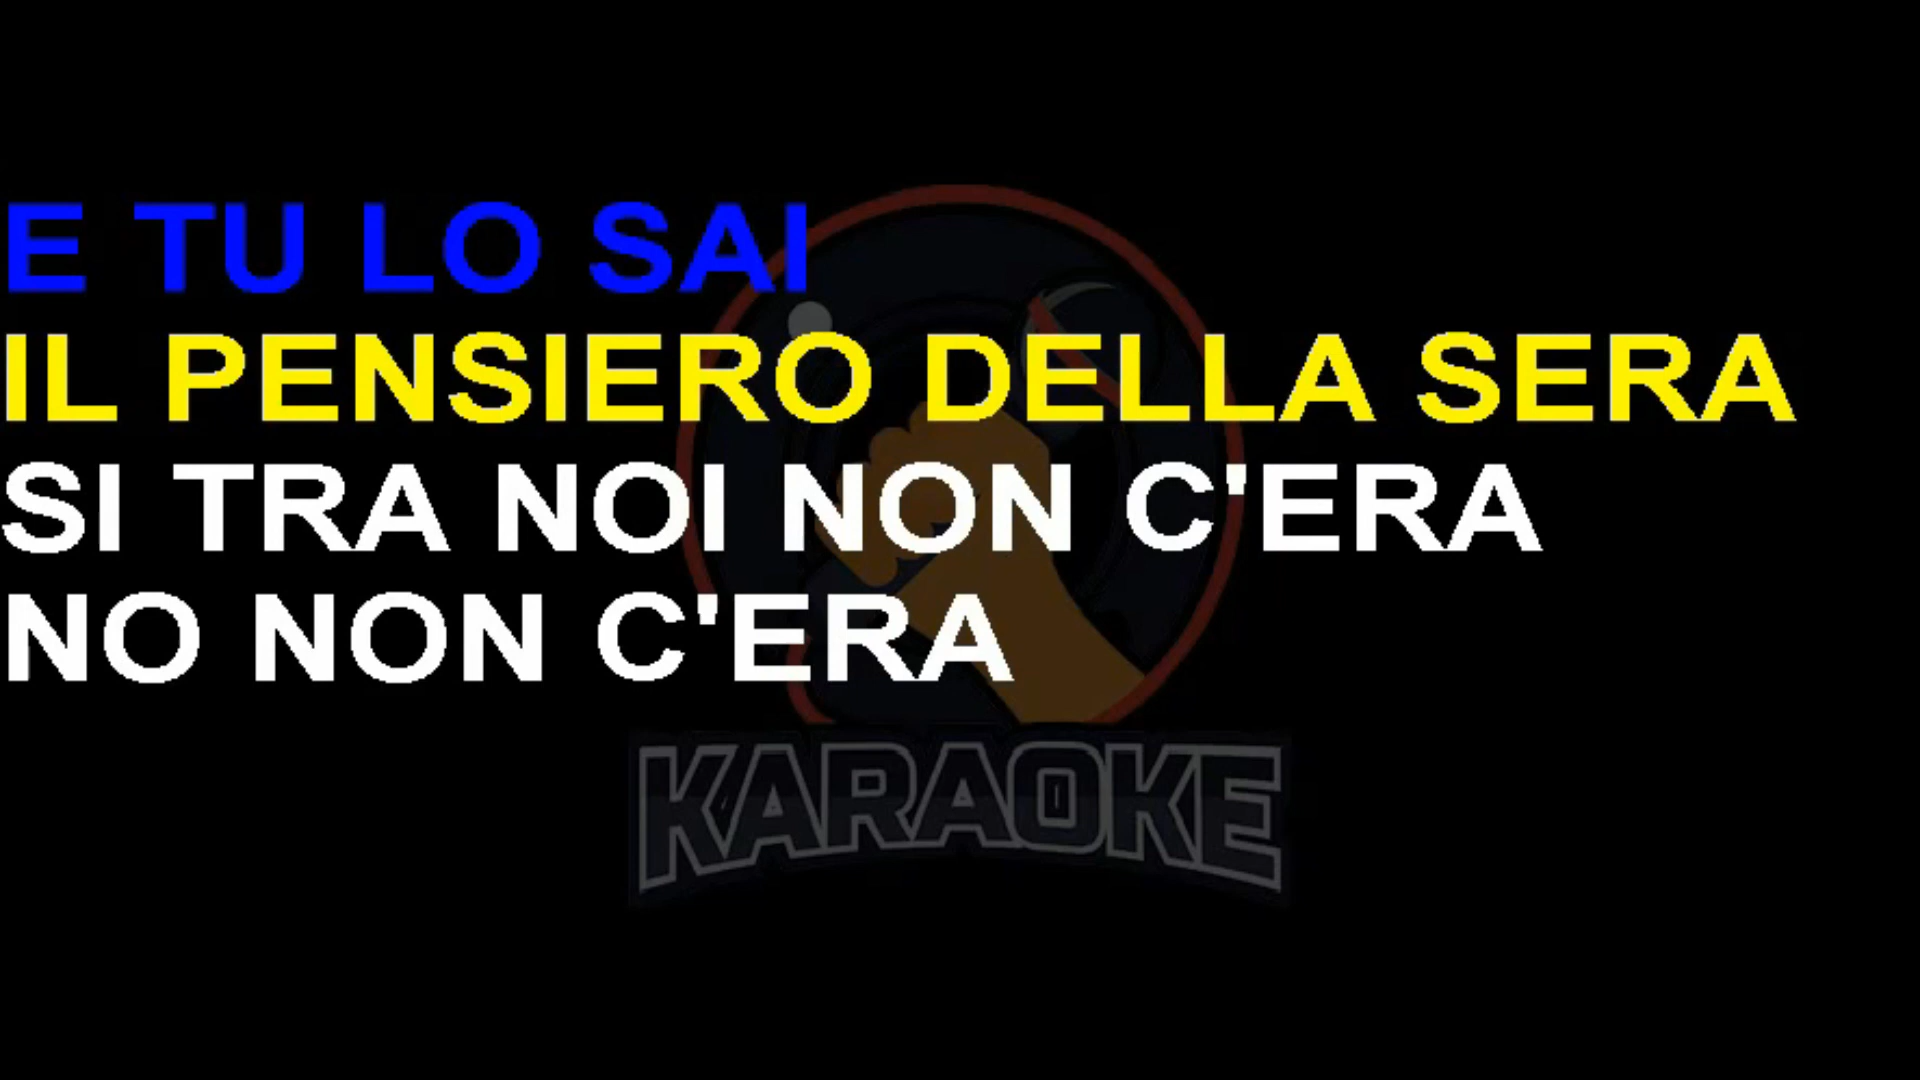 E TU LO SAI
IL PENSIERO DELLA SERA
SI TRA NOI NON C'ERA
NO NON C'ERA
KARAOKE